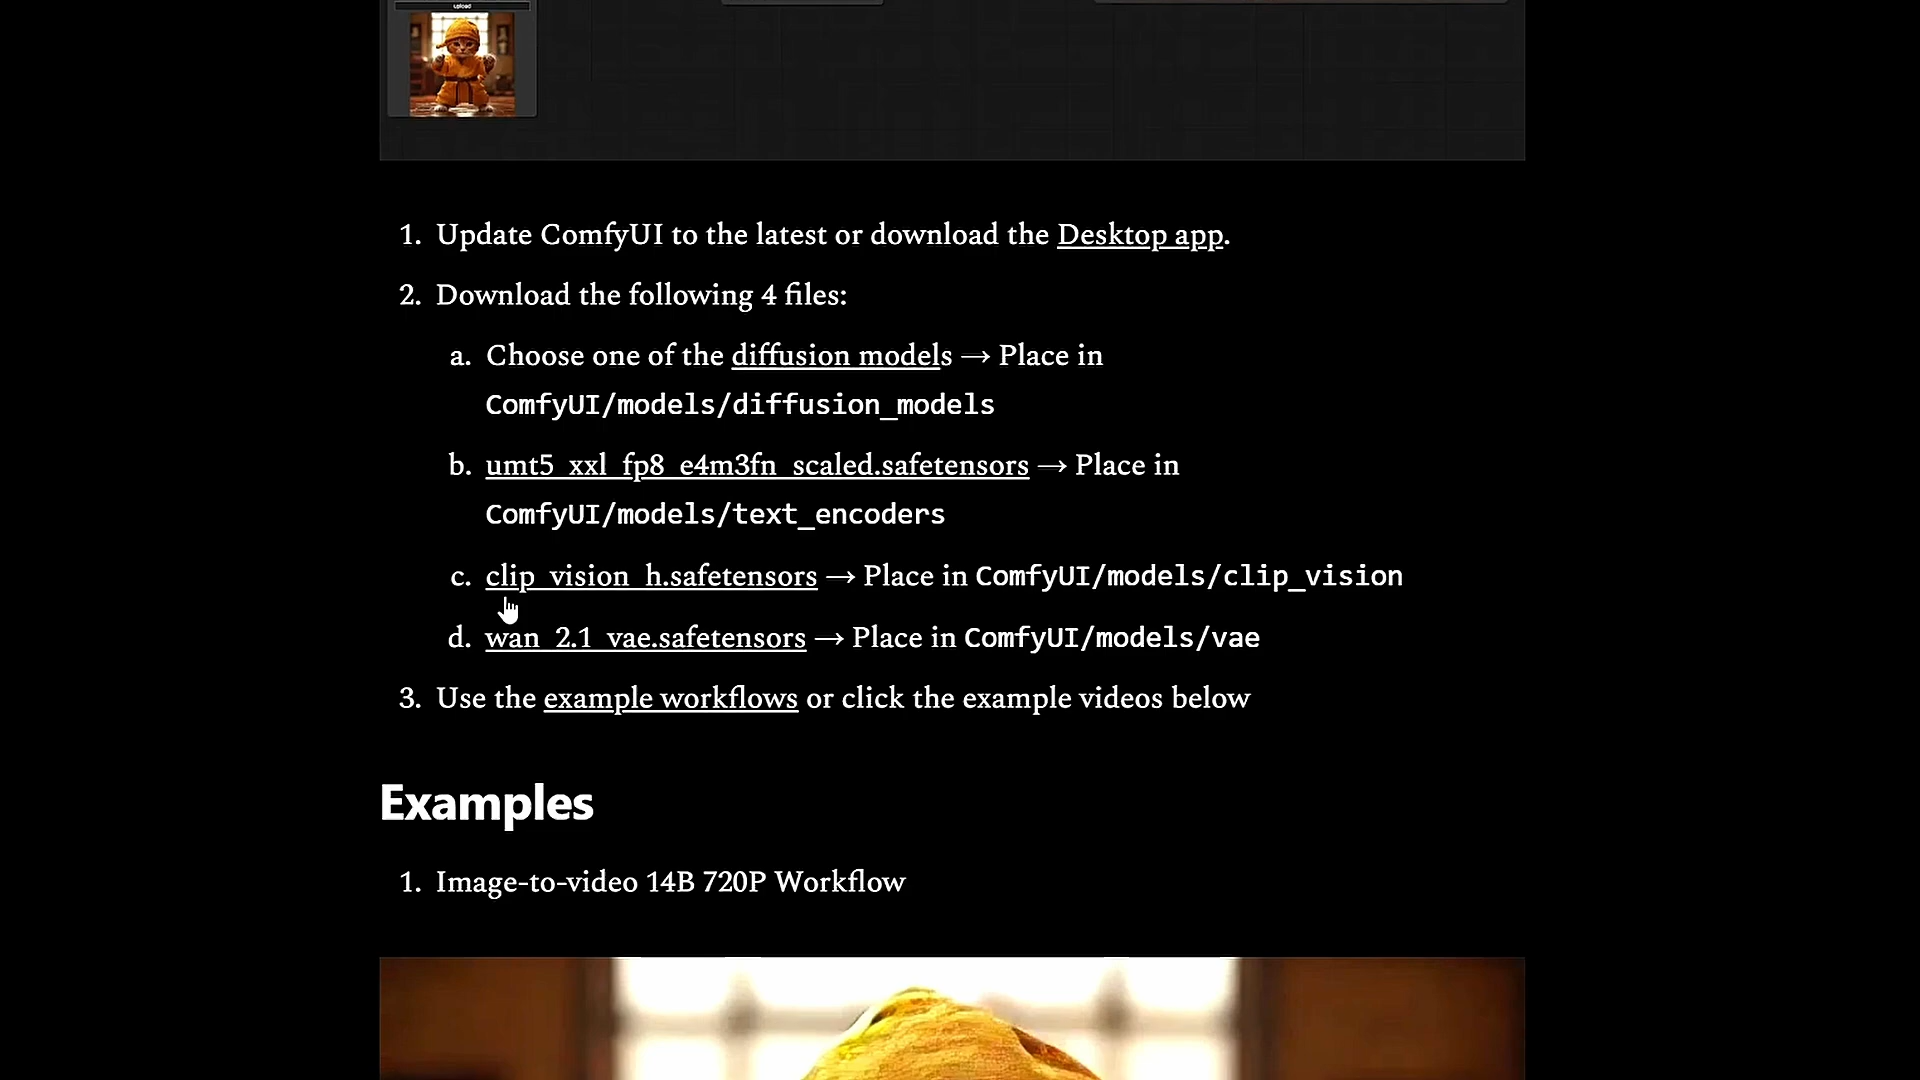 upload
1. Update ComfyUI to the latest or download the Desktop app.
2. Download the following 4 files:
a. Choose one of the diffusion models → Place in
ComfyUI/models/diffusion_models
b. umt5_xxl_fp8_e4m3fn_scaled.safetensors → Place in
ComfyUI/models/text_encoders
c. clip_vision_h.safetensors → Place in ComfyUI/models/clip_vision
d. wan_2.1_vae.safetensors → Place in ComfyUI/models/vae
3. Use the example workflows or click the example videos below
Examples
1. Image-to-video 14B 720P Workflow